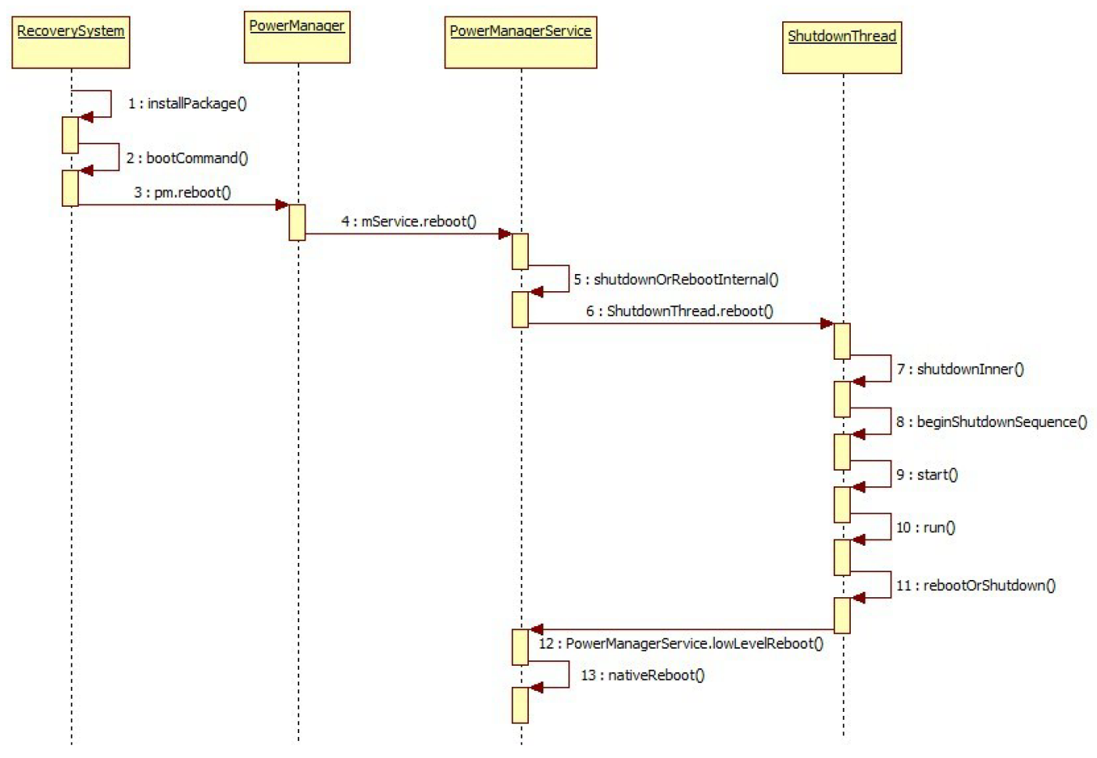 RecoverySystem
PowerManager
PowerManagerService
ShutdownThread
1 : installPackage()
2 : bootCommand()
3 : pm.reboot()
4 : mService.reboot()
5 : shutdownOrRebootInternal()
6 : ShutdownThread.reboot()
7 : shutdownInner()
8 : beginShutdownSequence()
9 : start()
10 : run()
11 : rebootOrShutdown()
12 : PowerManagerService.lowLevelReboot()
13 : nativeReboot()